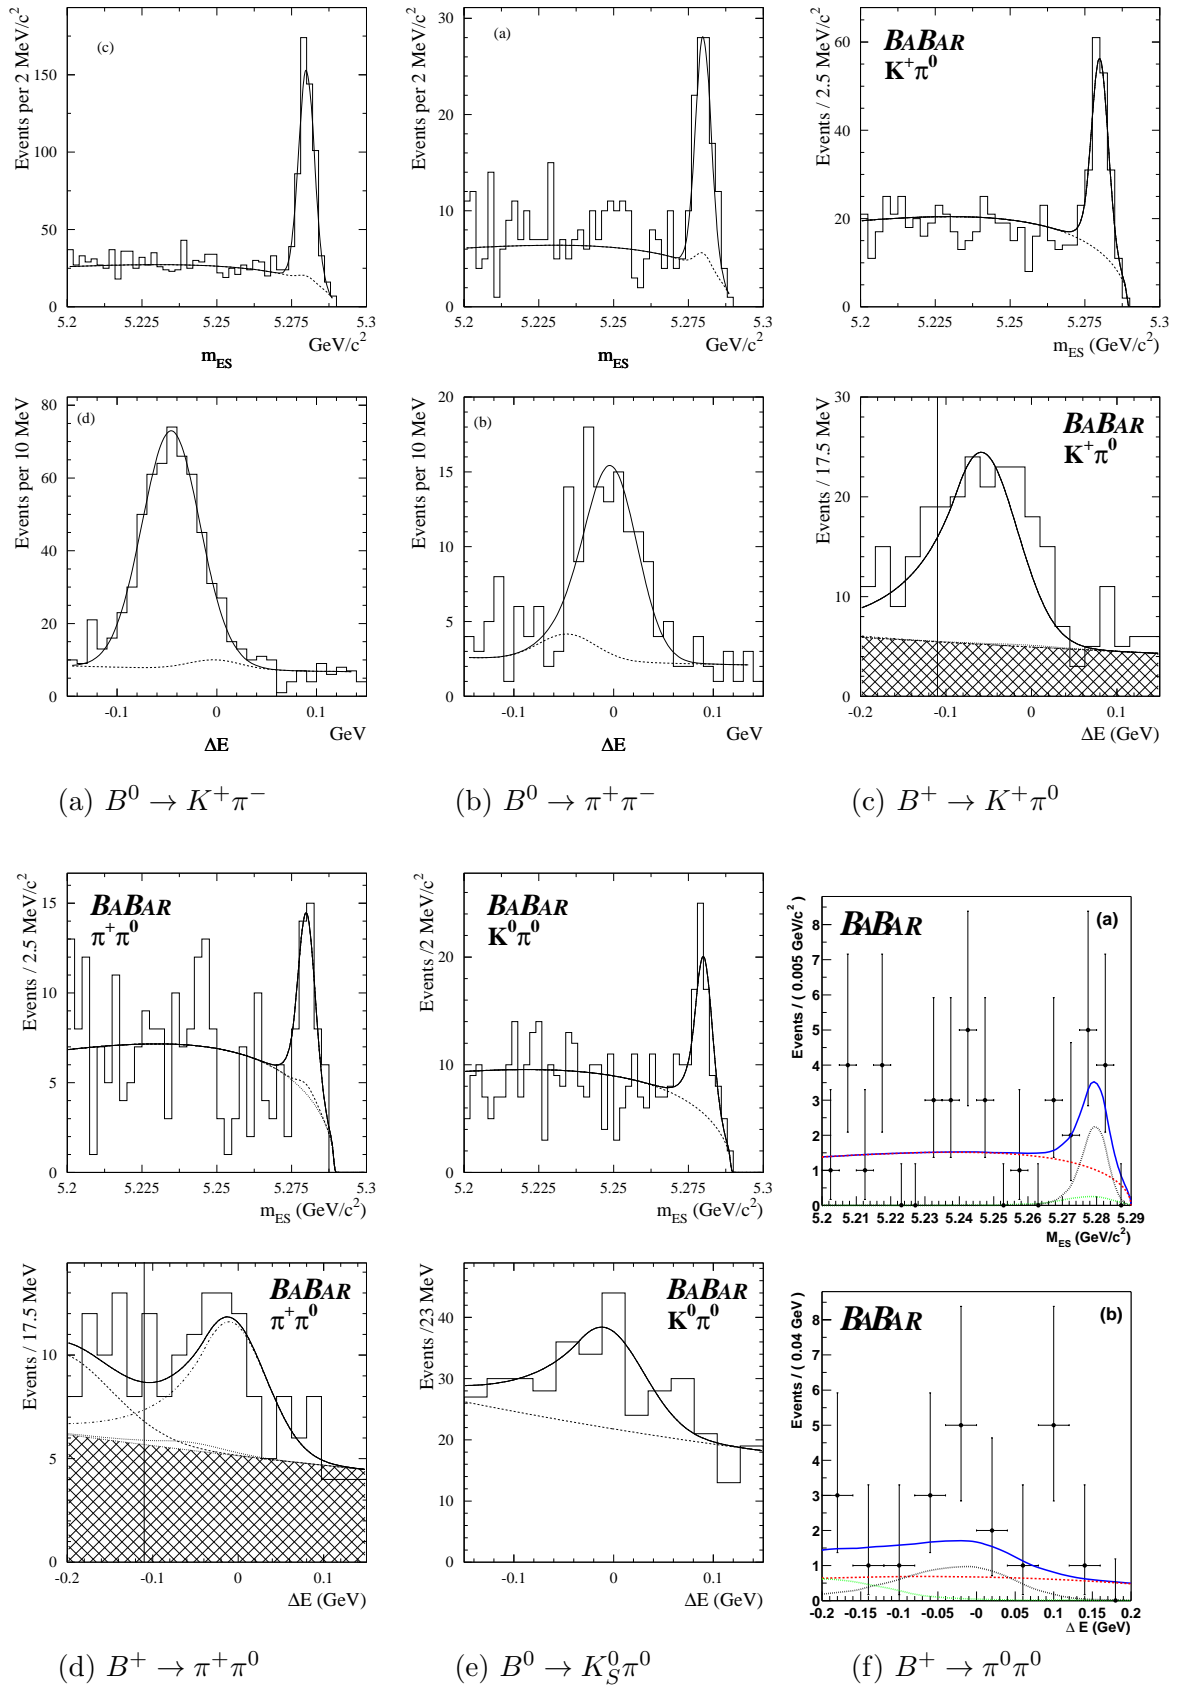 Events per 2 MeV/c²
(c)
150
100
50
0
5.2 5.225 5.25 5.275 5.3
GeV/c²
m_ES
Events per 2 MeV/c²
(a)
30
20
10
0
5.2 5.225 5.25 5.275 5.3
GeV/c²
m_ES
Events / 2.5 MeV/c²
BABAR
K⁺π⁰
60
40
20
0
5.2 5.225 5.25 5.275 5.3
m_ES (GeV/c²)
Events per 10 MeV
(d)
80
60
40
20
0
-0.1 0 0.1
GeV
ΔE
Events per 10 MeV
(b)
20
15
10
5
0
-0.1 0 0.1
GeV
ΔE
Events / 17.5 MeV
BABAR
K⁺π⁰
30
20
10
0
-0.2 -0.1 0 0.1
ΔE (GeV)
(a) B⁰ → K⁺π⁻
(b) B⁰ → π⁺π⁻
(c) B⁺ → K⁺π⁰
Events / 2.5 MeV/c²
BABAR
π⁺π⁰
15
10
5
0
5.2 5.225 5.25 5.275 5.3
m_ES (GeV/c²)
Events /2 MeV/c²
BABAR
K⁰π⁰
20
10
0
5.2 5.225 5.25 5.275 5.3
m_ES (GeV/c²)
Events / ( 0.005 GeV/c² )
BABAR
(a)
8
7
6
5
4
3
2
1
0
5.2 5.21 5.22 5.23 5.24 5.25 5.26 5.27 5.28 5.29
M_ES (GeV/c²)
Events / 17.5 MeV
BABAR
π⁺π⁰
10
5
0
-0.2 -0.1 0 0.1
ΔE (GeV)
Events /23 MeV
BABAR
K⁰π⁰
40
30
20
10
0
-0.1 0 0.1
ΔE (GeV)
Events / ( 0.04 GeV )
BABAR
(b)
8
7
6
5
4
3
2
1
0
-0.2 -0.15 -0.1 -0.05 -0 0.05 0.1 0.15 0.2
Δ E (GeV)
(d) B⁺ → π⁺π⁰
(e) B⁰ → K⁰_Sπ⁰
(f) B⁺ → π⁰π⁰